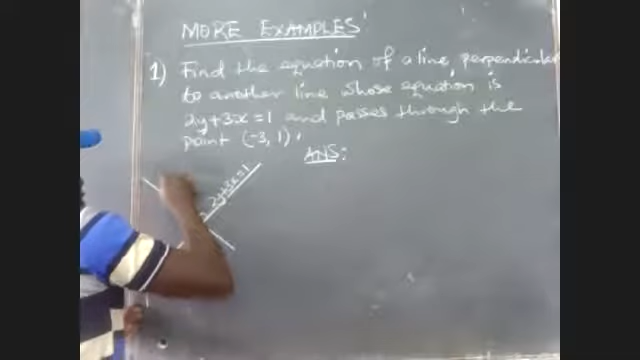 MORE EXAMPLES:
1) Find the equation of a line perpendicular
to another line whose equation is
2y+3x=1 and passes through the
point (-3, 1).
ANS:
2y+3x=1